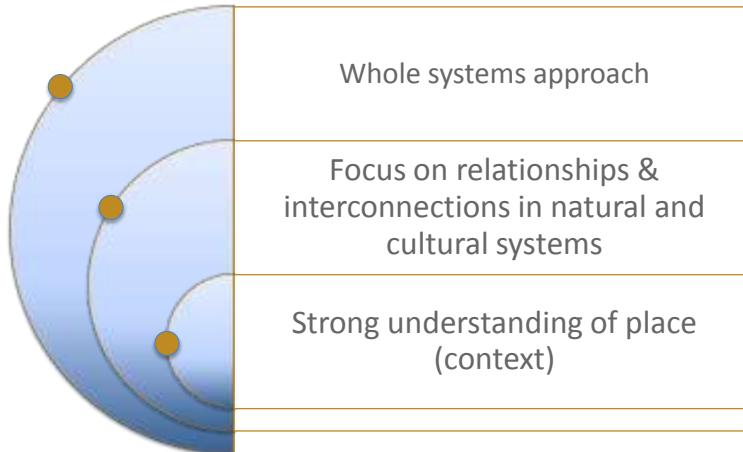 Whole systems approach
Focus on relationships &
interconnections in natural and
cultural systems
Strong understanding of place
(context)